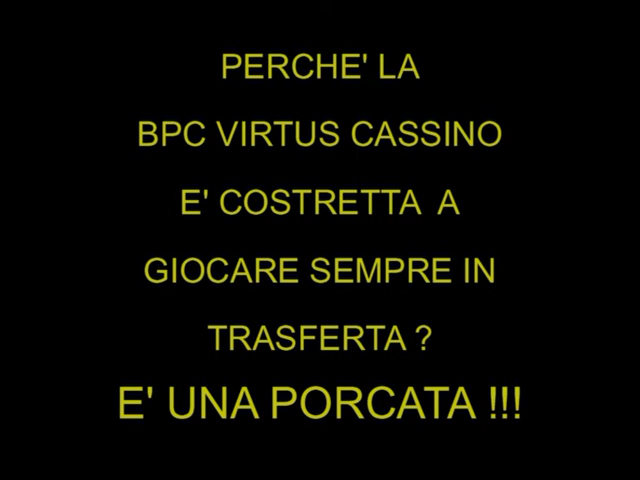 PERCHE' LA
BPC VIRTUS CASSINO
E' COSTRETTA  A
GIOCARE SEMPRE IN
TRASFERTA ?
E' UNA PORCATA !!!